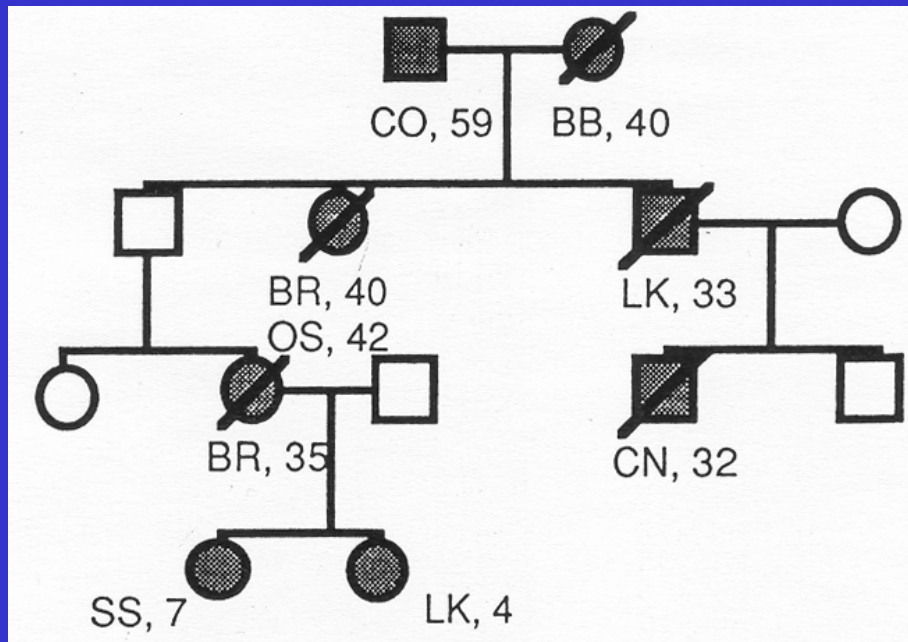 CO, 59
BB, 40
BR, 40
OS, 42
LK, 33
BR, 35
CN, 32
SS, 7
LK, 4